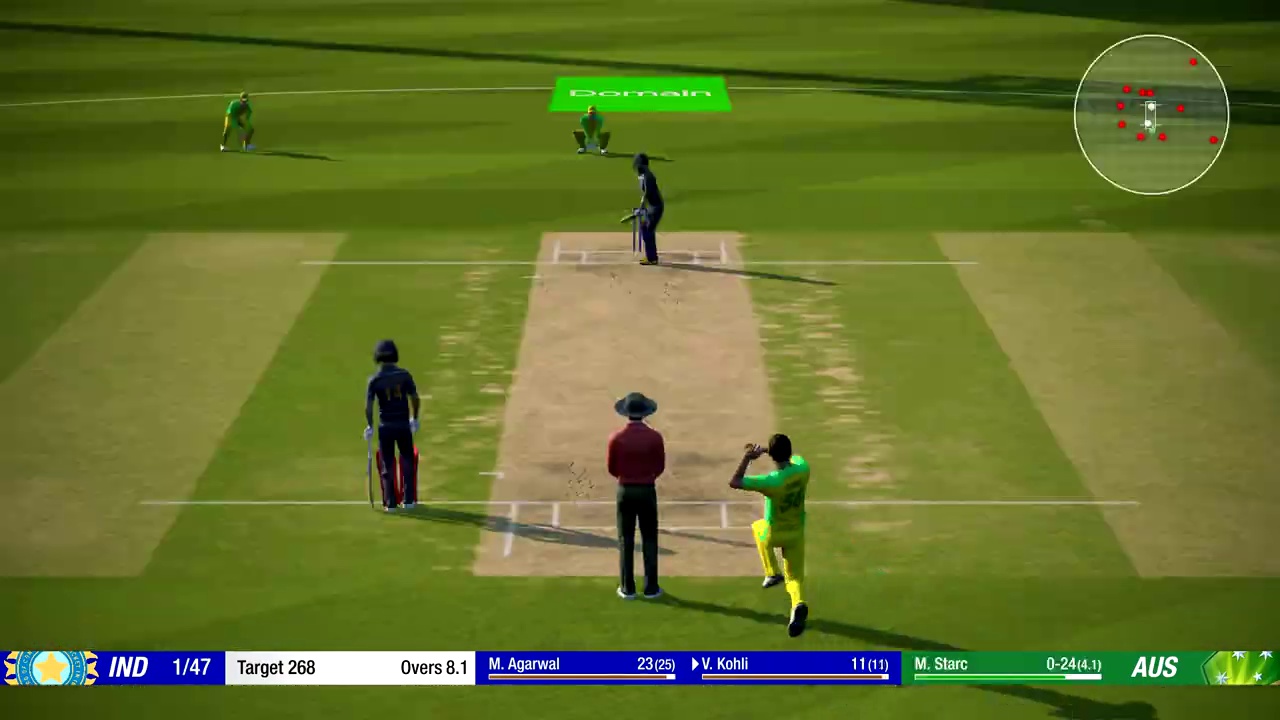 Domain
14
IND 1/47 Target 268 Overs 8.1 M. Agarwal 23(25) V. Kohli 11(11) M. Starc 0-24(4.1) AUS